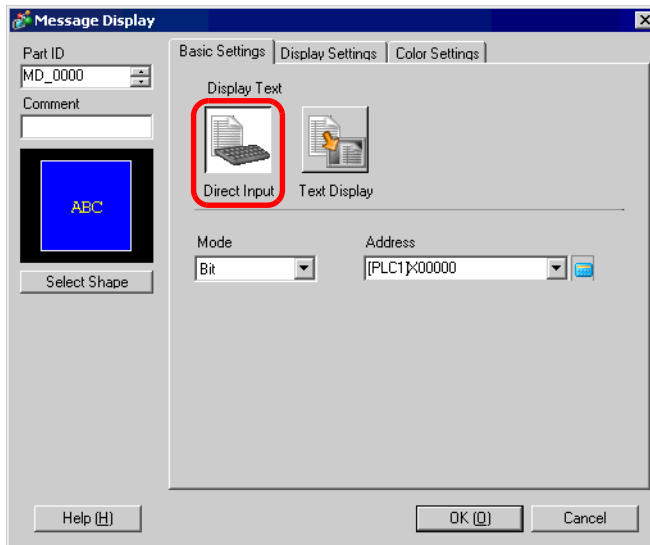 Message Display
Part ID
MD_0000
Comment
ABC
Select Shape
Basic Settings
Display Settings
Color Settings
Display Text
Direct Input
Text Display
Mode
Address
Bit
[PLC1]X00000
Help (H)
OK (O)
Cancel